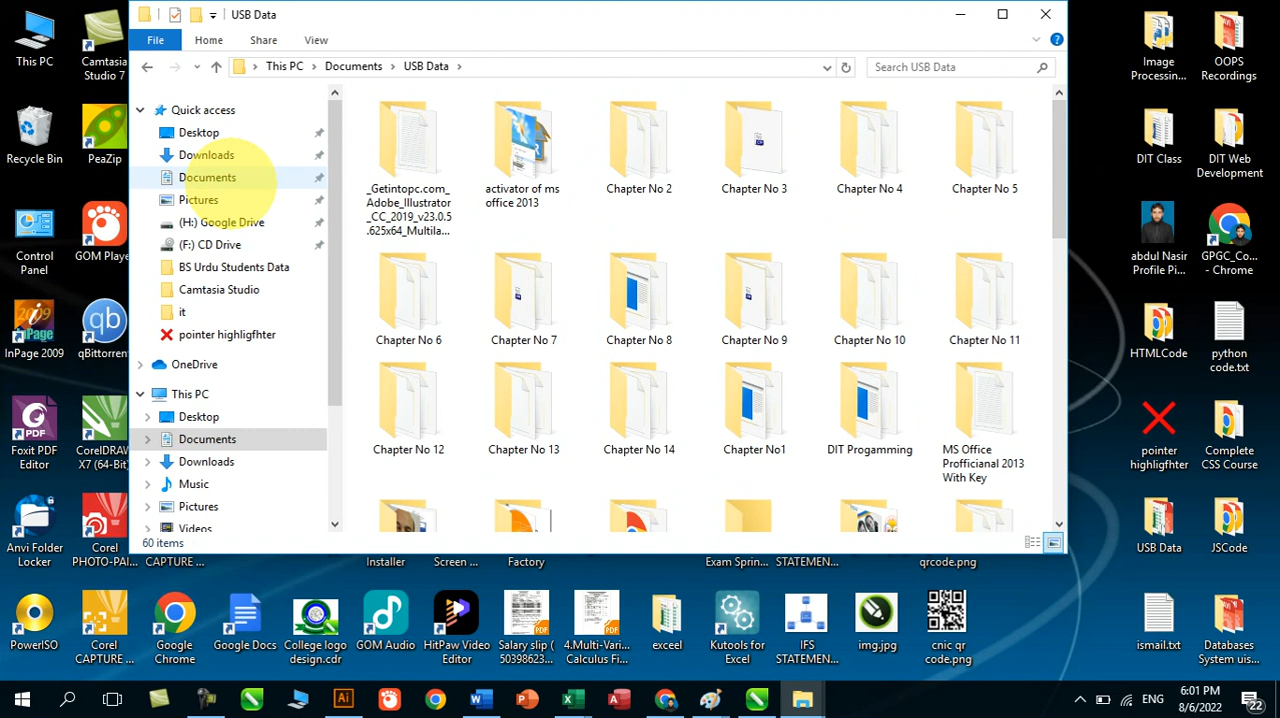 This PC
Camtasia
Studio 7
Recycle Bin
PeaZip
Control
Panel
GOM Playe
InPage 2009
qBittorrent
Foxit PDF
Editor
CorelDRAW
X7 (64-Bit)
Anvi Folder
Locker
Corel
PHOTO-PAI...
CAPTURE ...
PowerISO
Corel
CAPTURE ...
USB Data
File
Home
Share
View
This PC
Documents
USB Data
Search USB Data
Quick access
Desktop
Downloads
Documents
Pictures
(H:) Google Drive
(F:) CD Drive
BS Urdu Students Data
Camtasia Studio
it
pointer highligfhter
OneDrive
This PC
Desktop
Documents
Downloads
Music
Pictures
Videos
60 items
_Getintopc.com_
Adobe_Illustrator
_CC_2019_v23.0.5
.625x64_Multila...
activator of ms
office 2013
Chapter No 2
Chapter No 3
Chapter No 4
Chapter No 5
Chapter No 6
Chapter No 7
Chapter No 8
Chapter No 9
Chapter No 10
Chapter No 11
Chapter No 12
Chapter No 13
Chapter No 14
Chapter No1
DIT Progamming
MS Office
Profficianal 2013
With Key
Installer
Screen ...
Factory
Exam Sprin...
STATEMEN...
qrcode.png
Google
Chrome
Google Docs
College logo
design.cdr
GOM Audio
HitPaw Video
Editor
Salary slip (
50398623...
4.Multi-Vari...
Calculus Fi...
exceel
Kutools for
Excel
IFS
STATEMEN...
img.jpg
cnic qr
code.png
Image
Processing...
OOPS
Recordings
DIT Class
DIT Web
Development
abdul Nasir
Profile Pi...
GPGC_Co...
- Chrome
HTMLCode
python
code.txt
pointer
highligfhter
Complete
CSS Course
USB Data
JSCode
ismail.txt
Databases
System uis...
ENG
6:01 PM
8/6/2022
22